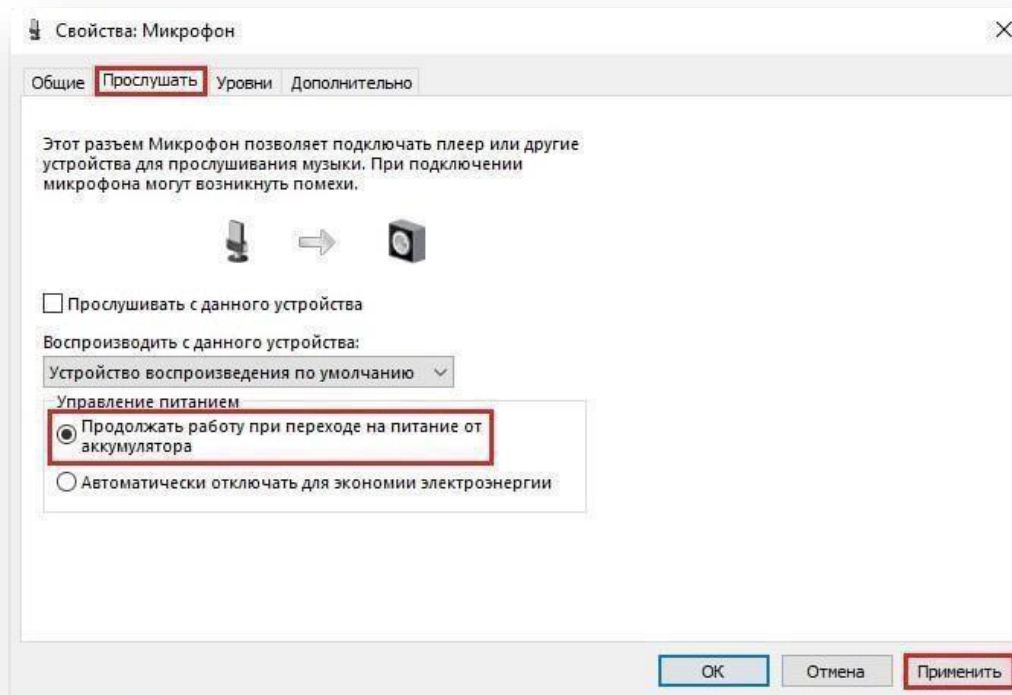 Свойства: Микрофон
Общие Прослушать Уровни Дополнительно
Этот разъем Микрофон позволяет подключать плеер или другие
устройства для прослушивания музыки. При подключении
микрофона могут возникнуть помехи.
Прослушивать с данного устройства
Воспроизводить с данного устройства:
Устройство воспроизведения по умолчанию
Управление питанием
Продолжать работу при переходе на питание от
аккумулятора
Автоматически отключать для экономии электроэнергии
ОК Отмена Применить